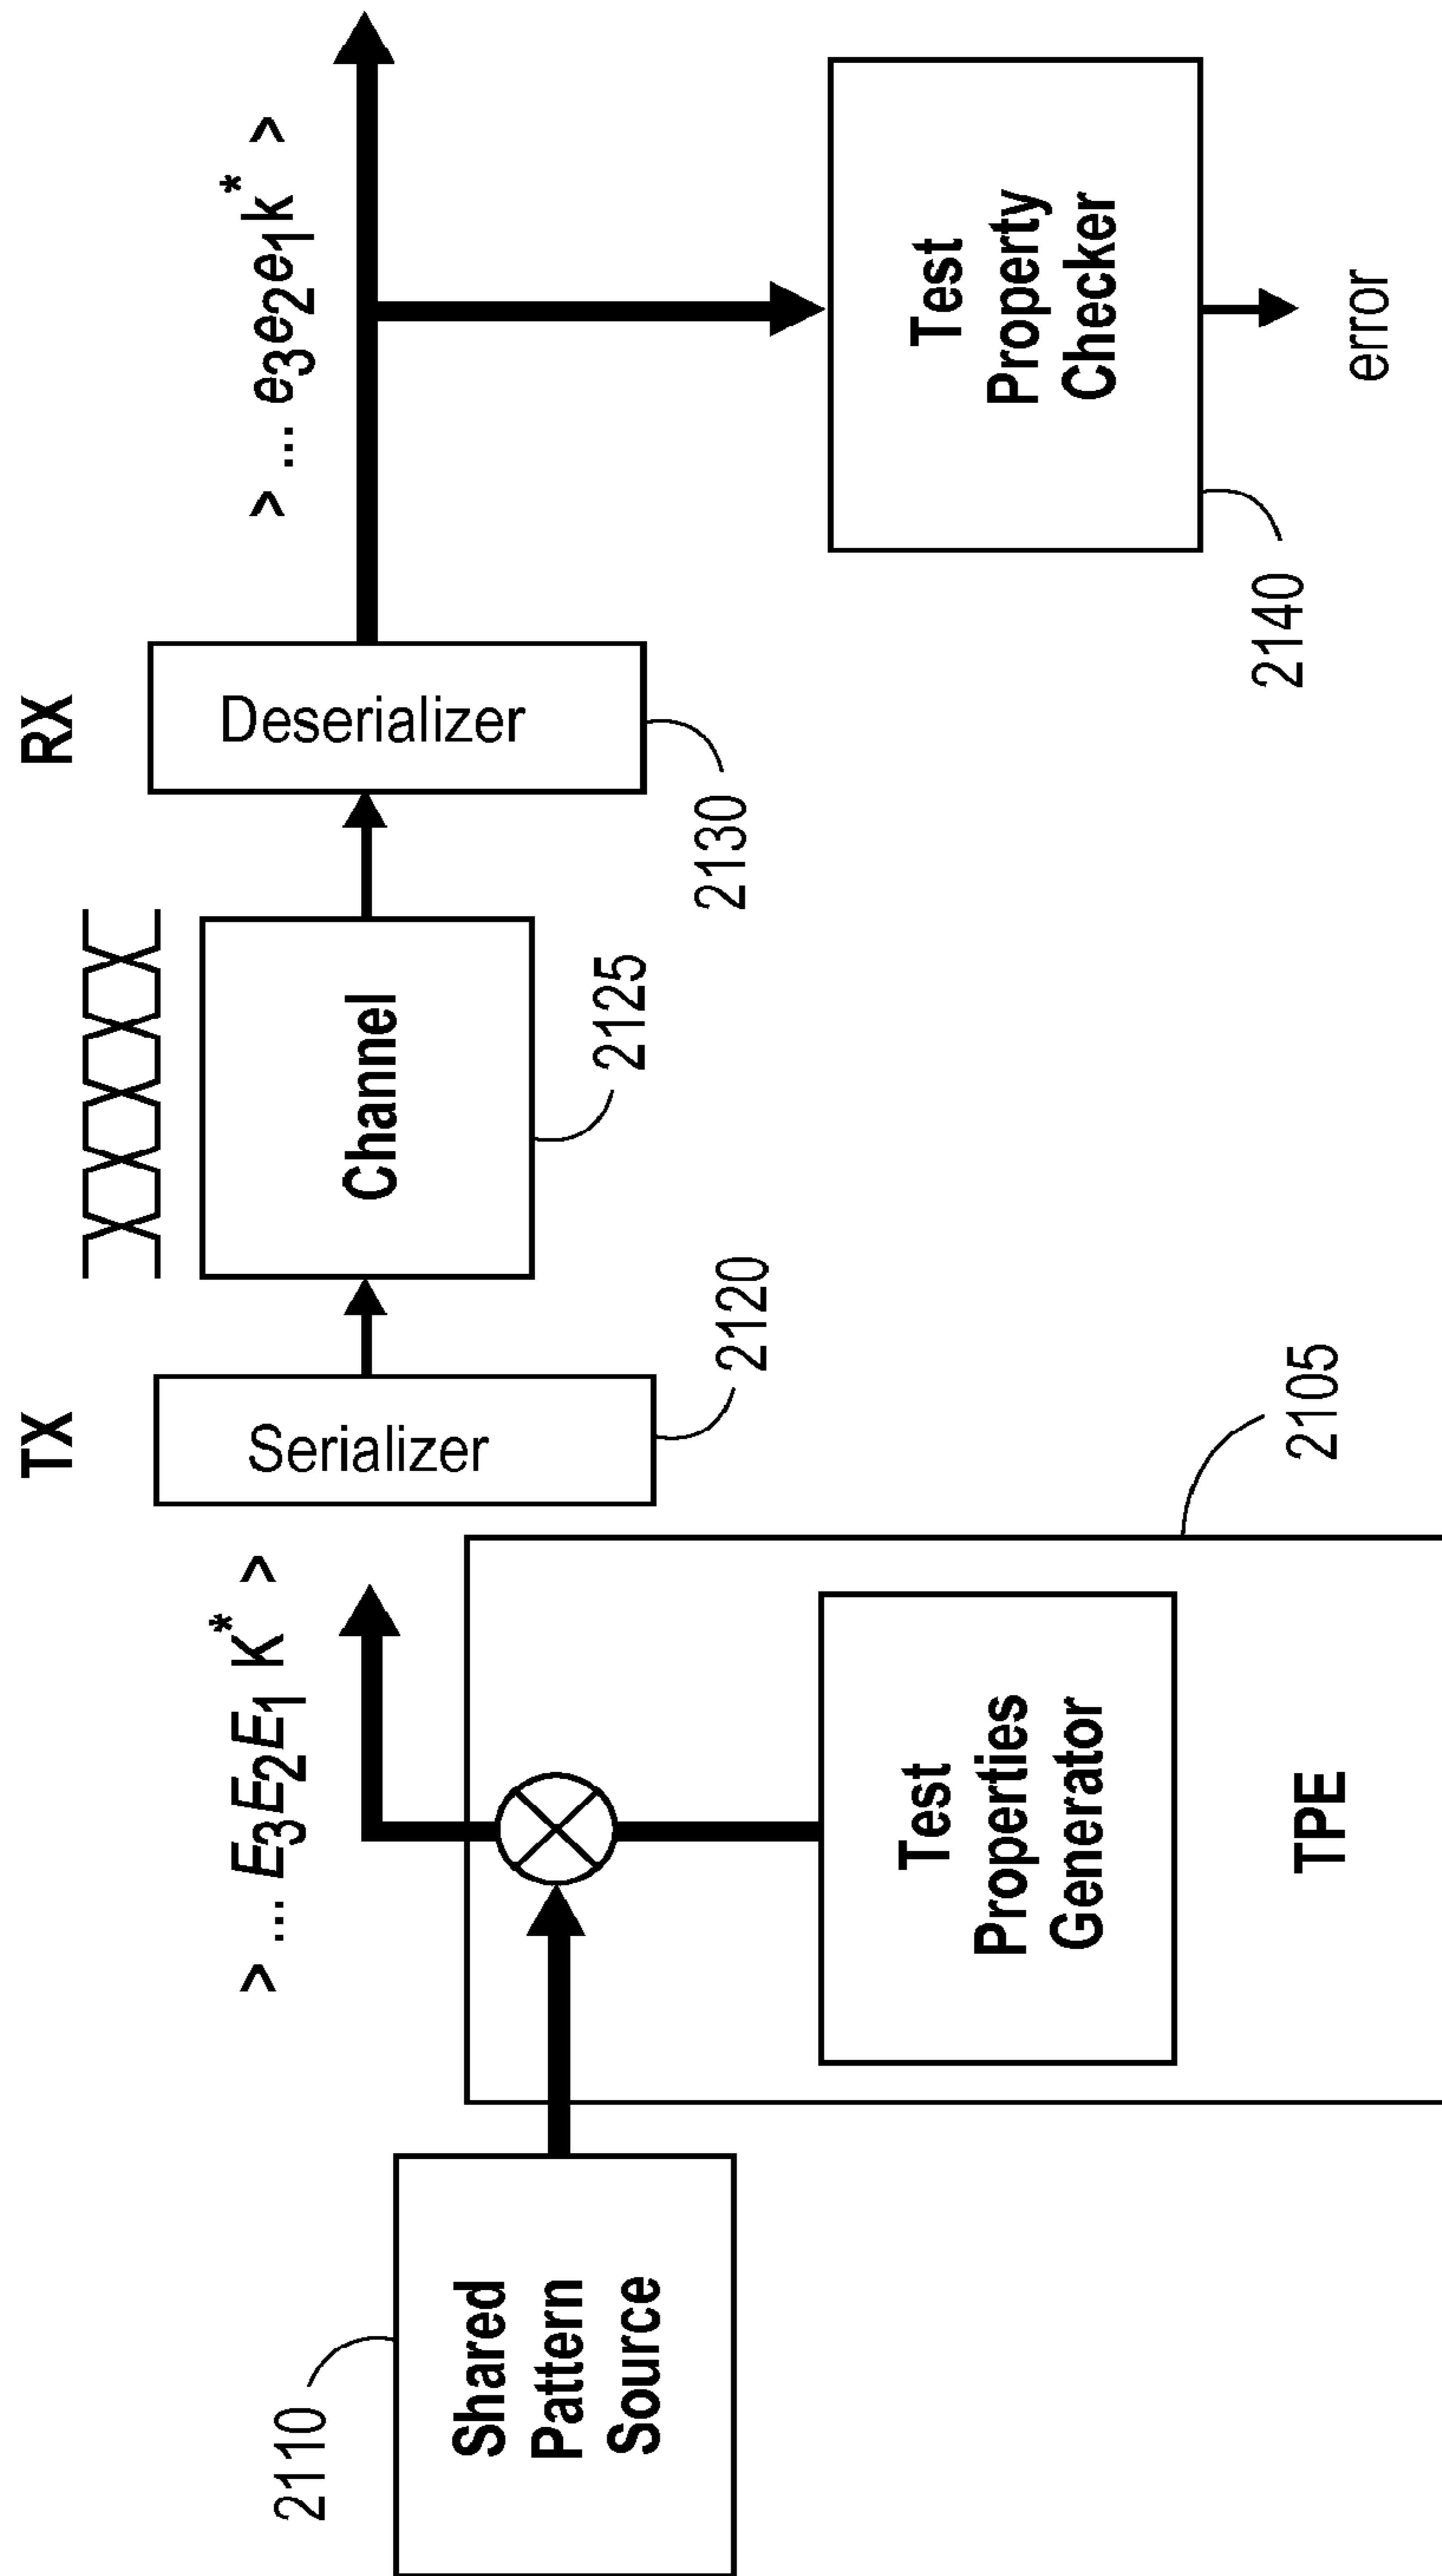 TX
RX
> ... E3E2E1 K* >
> ... e3e2e1k* >
Serializer
2120
Channel
2125
Deserializer
2130
2110
Shared
Pattern
Source
Test
Properties
Generator
TPE
2105
Test
Property
Checker
2140
error